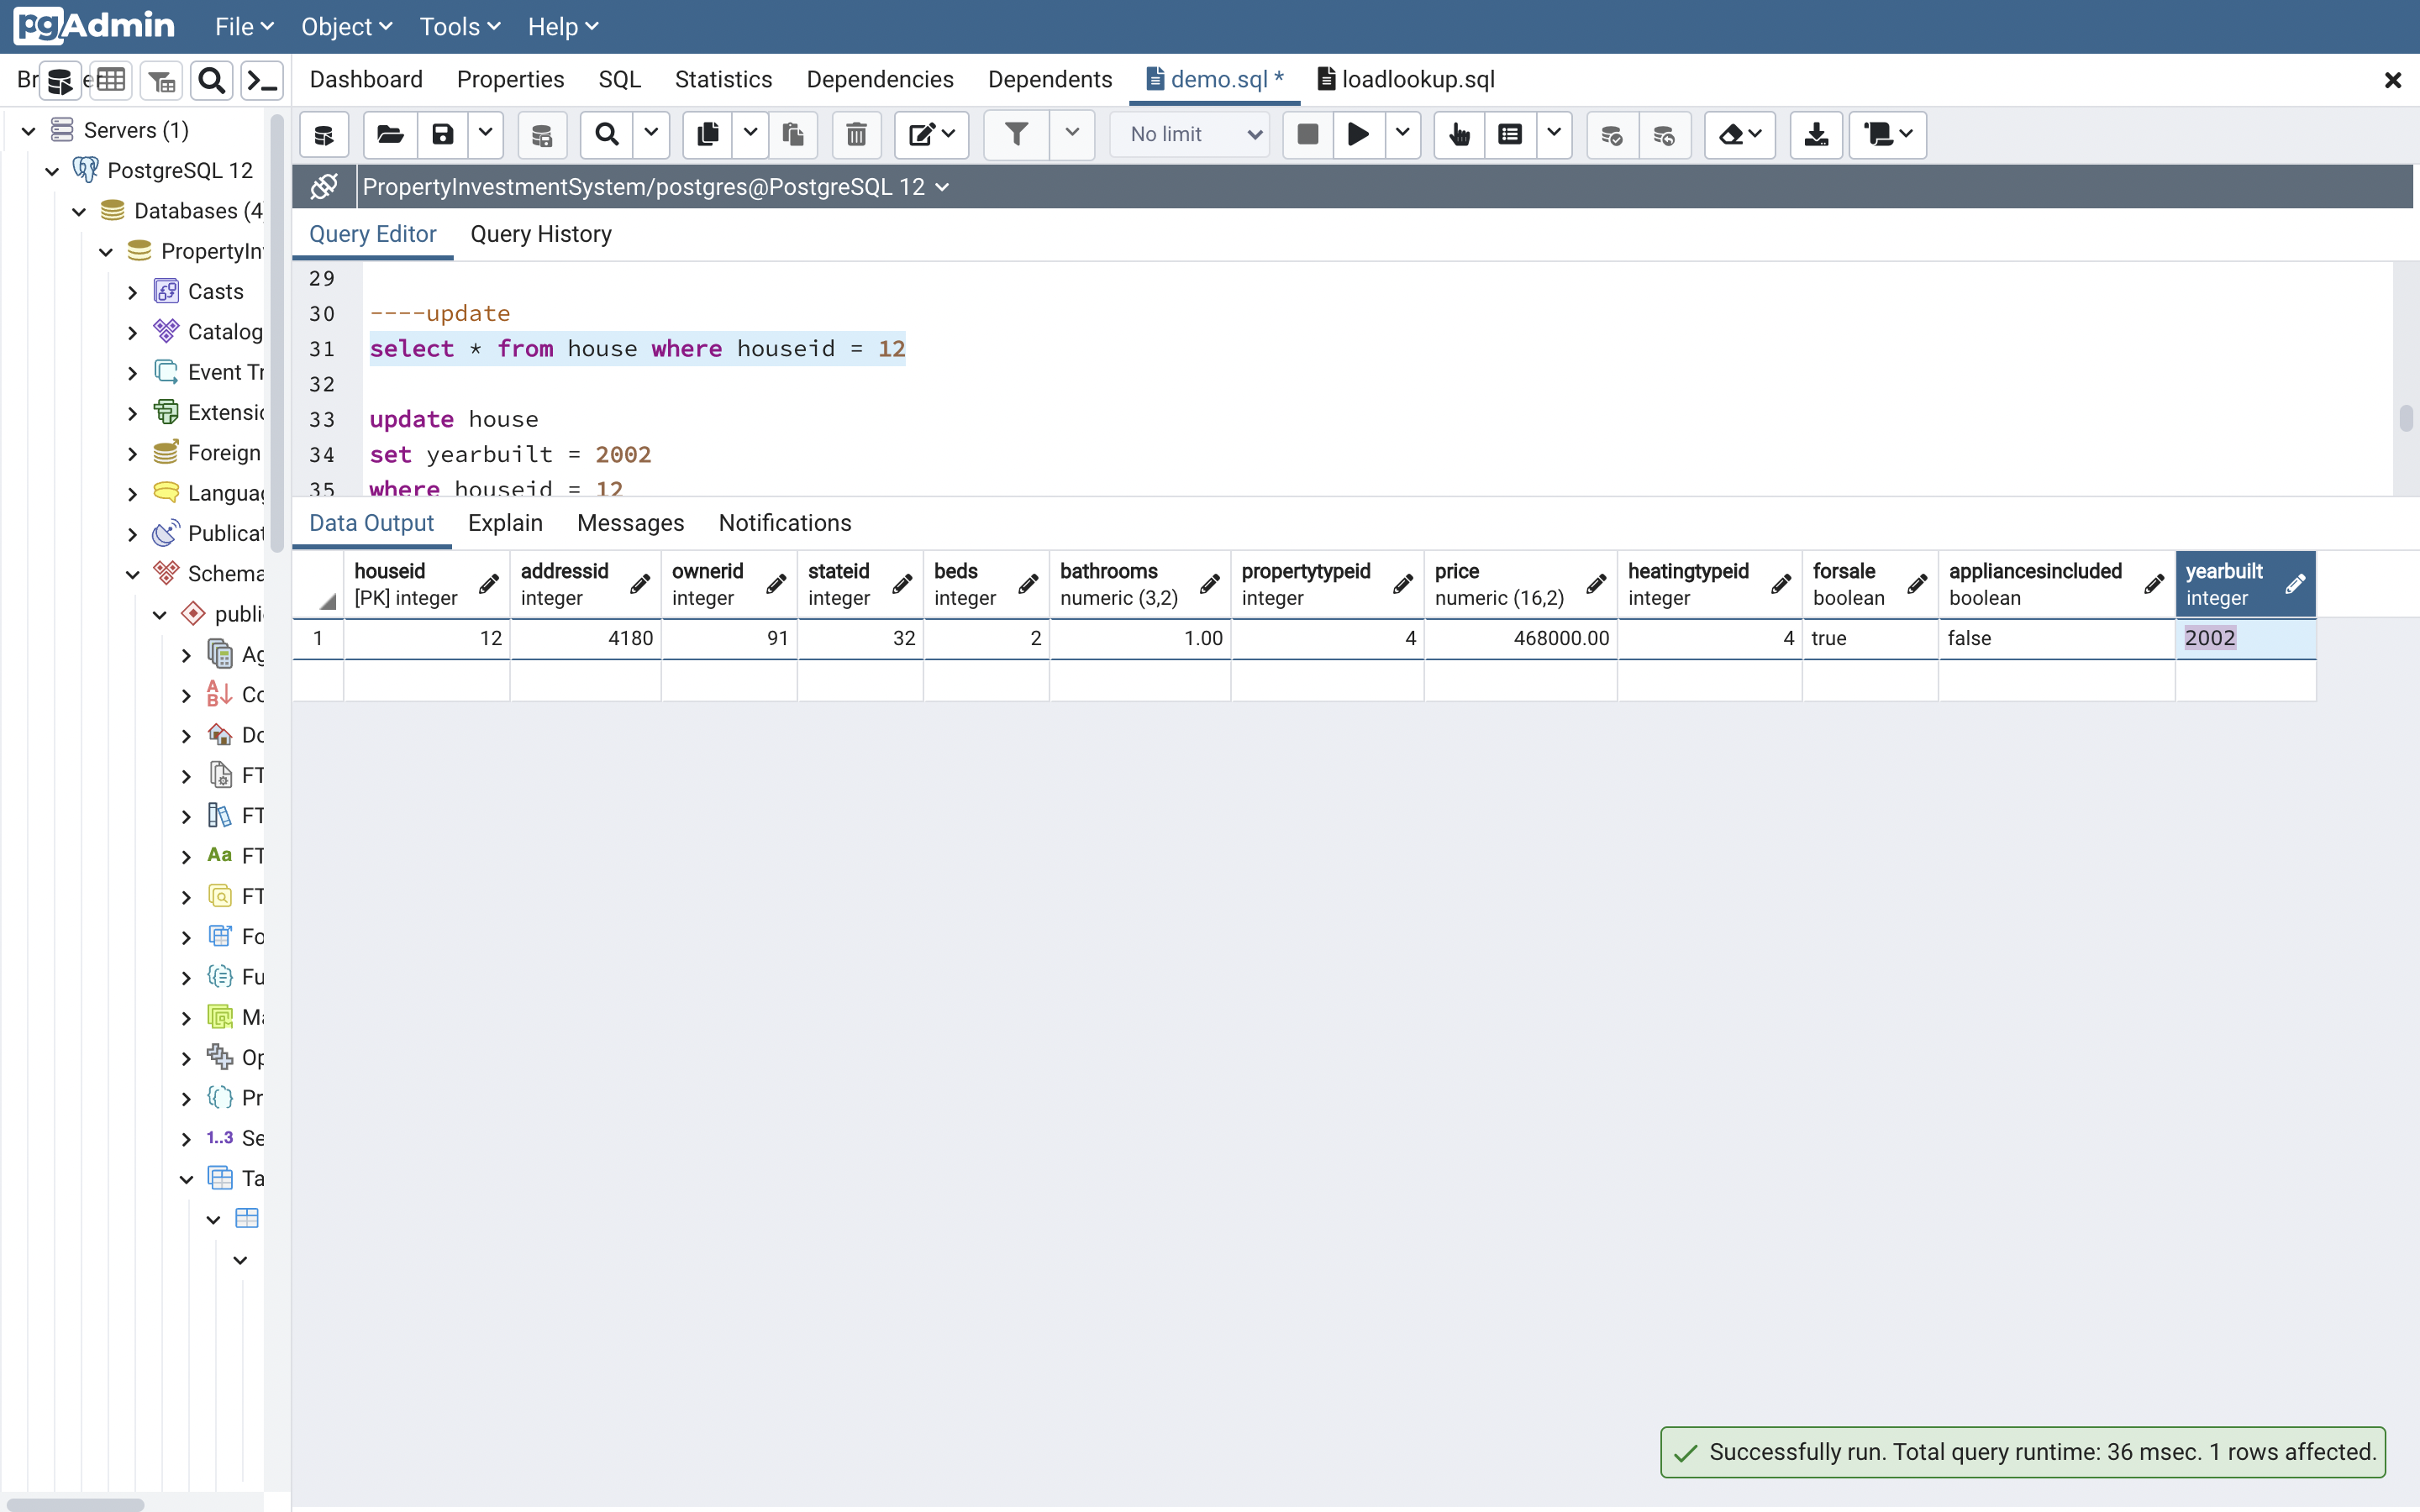 pgAdmin File Object Tools Help
Dashboard Properties SQL Statistics Dependencies Dependents demo.sql * loadlookup.sql
Servers (1)
No limit
PostgreSQL 12
PropertyInvestmentSystem/postgres@PostgreSQL 12
Databases (4
Query Editor Query History
PropertyIn
Casts
Catalog
Event Tr
Extensio
Foreign
Languag
Publicat
Schema
publi
Ag
Co
Do
FT
FT
Aa FT
FT
Fo
Fu
Ma
Op
Pr
1..3 Se
Ta
29
30 ----update
31 select * from house where houseid = 12
32
33 update house
34 set yearbuilt = 2002
35 where houseid = 12
Data Output Explain Messages Notifications
houseid addressid ownerid stateid beds bathrooms propertytypeid price heatingtypeid forsale appliancesincluded yearbuilt
[PK] integer integer integer integer integer numeric (3,2) integer numeric (16,2) integer boolean boolean integer
1 12 4180 91 32 2 1.00 4 468000.00 4 true false 2002
Successfully run. Total query runtime: 36 msec. 1 rows affected.